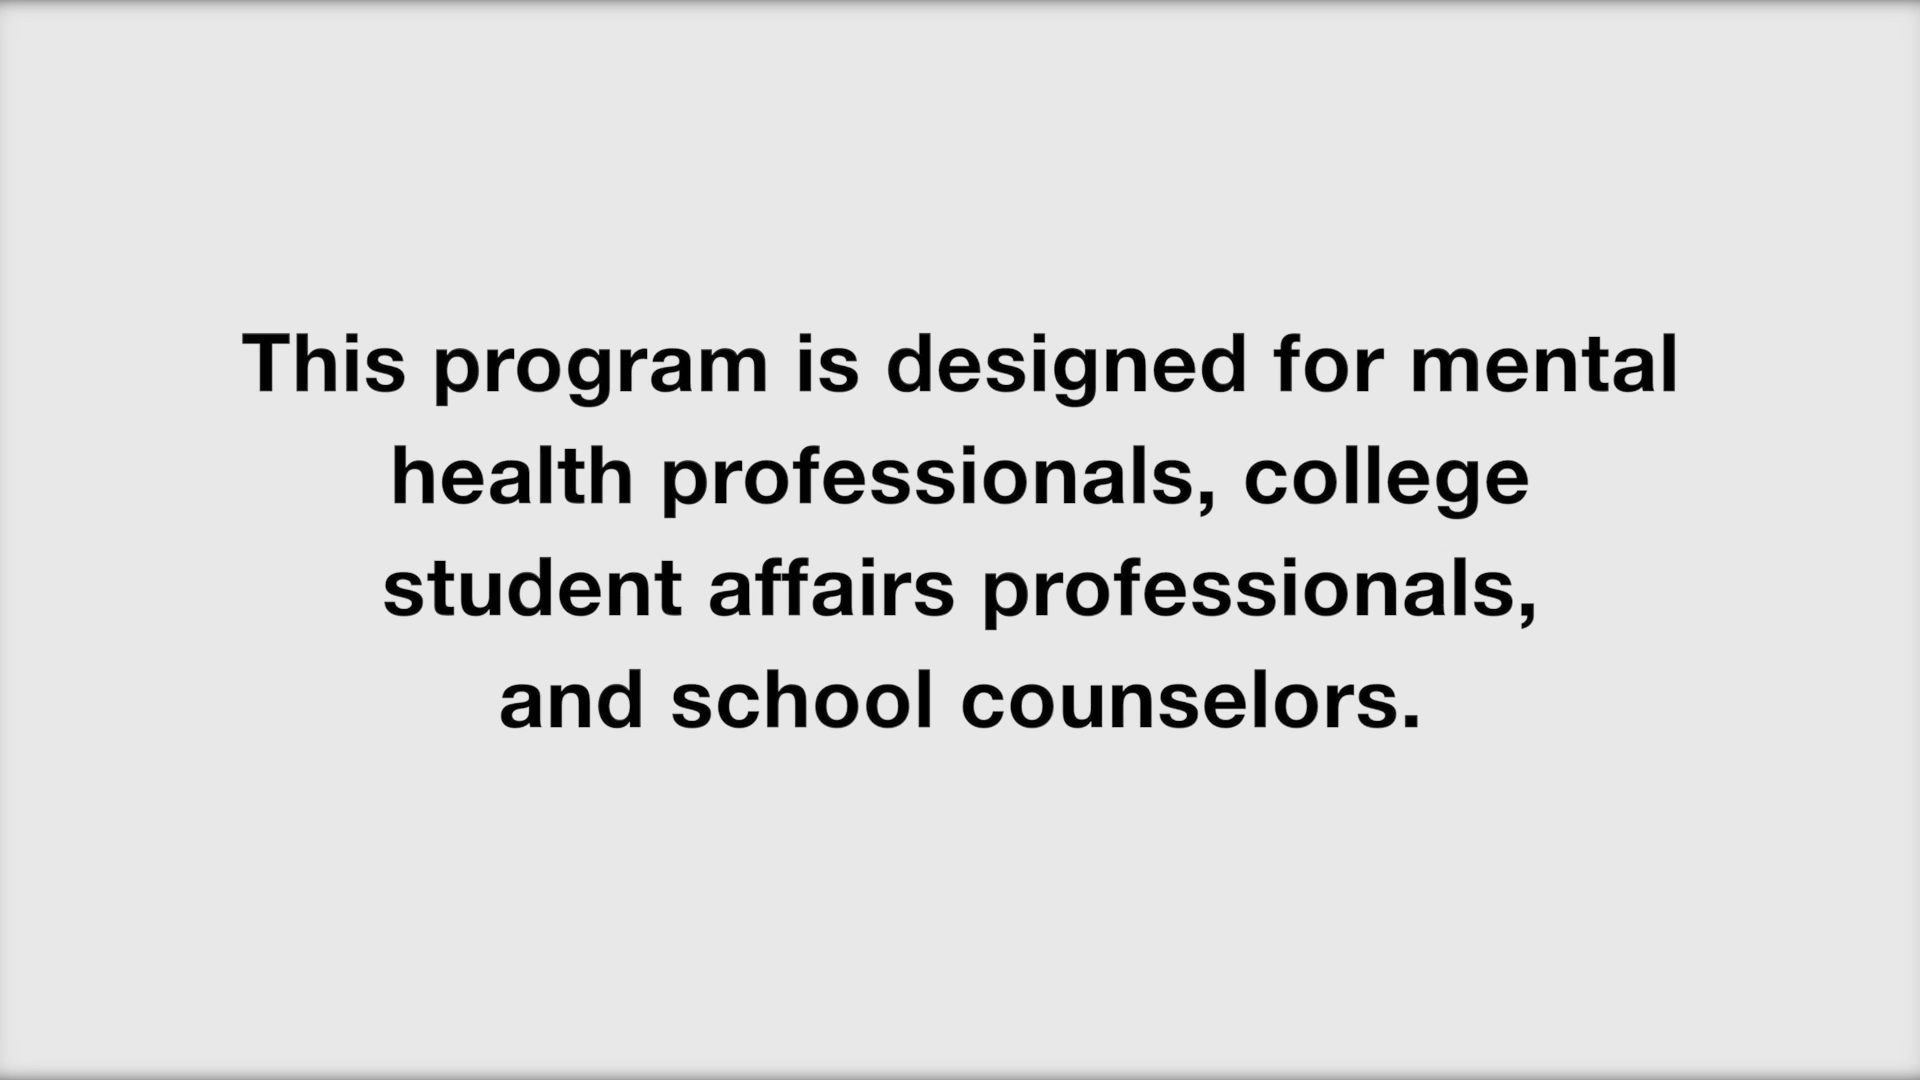 This program is designed for mental
health professionals, college
student affairs professionals,
and school counselors.